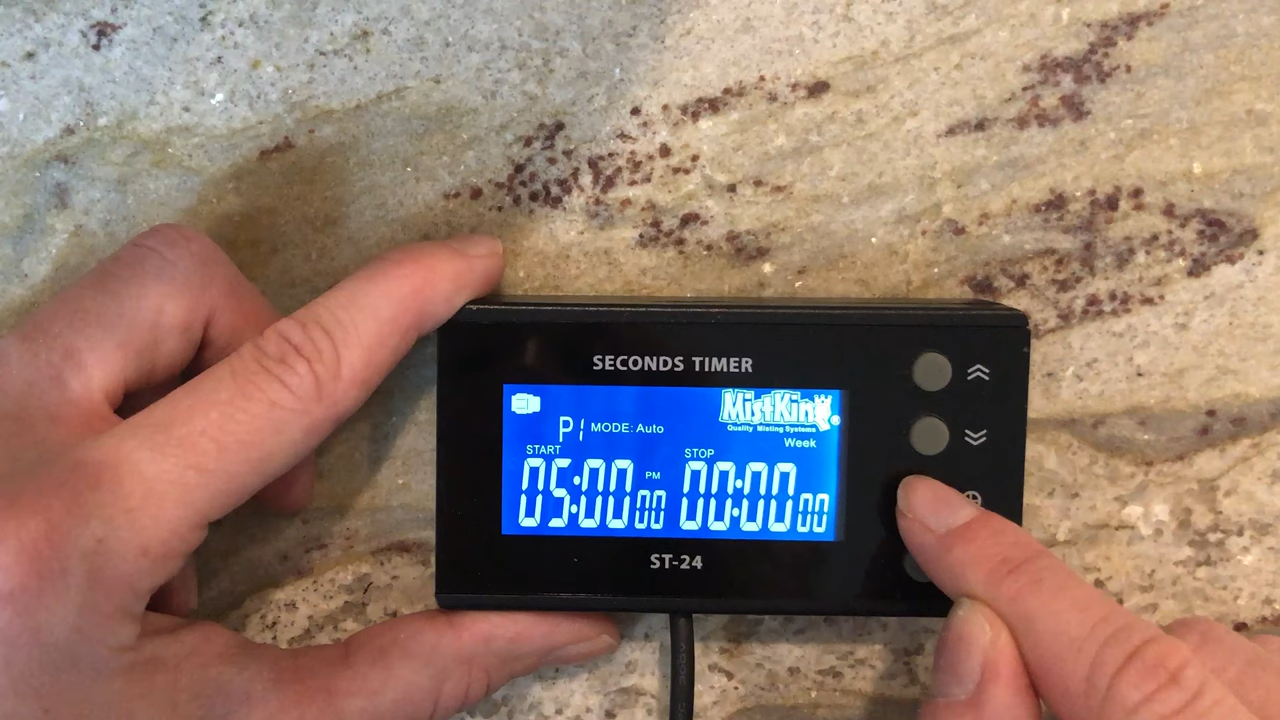 SECONDS TIMER
MistKing®
Quality Misting Systems
P1 MODE: Auto
Week
START
STOP
05:00 00 PM
00:00 00
ST-24